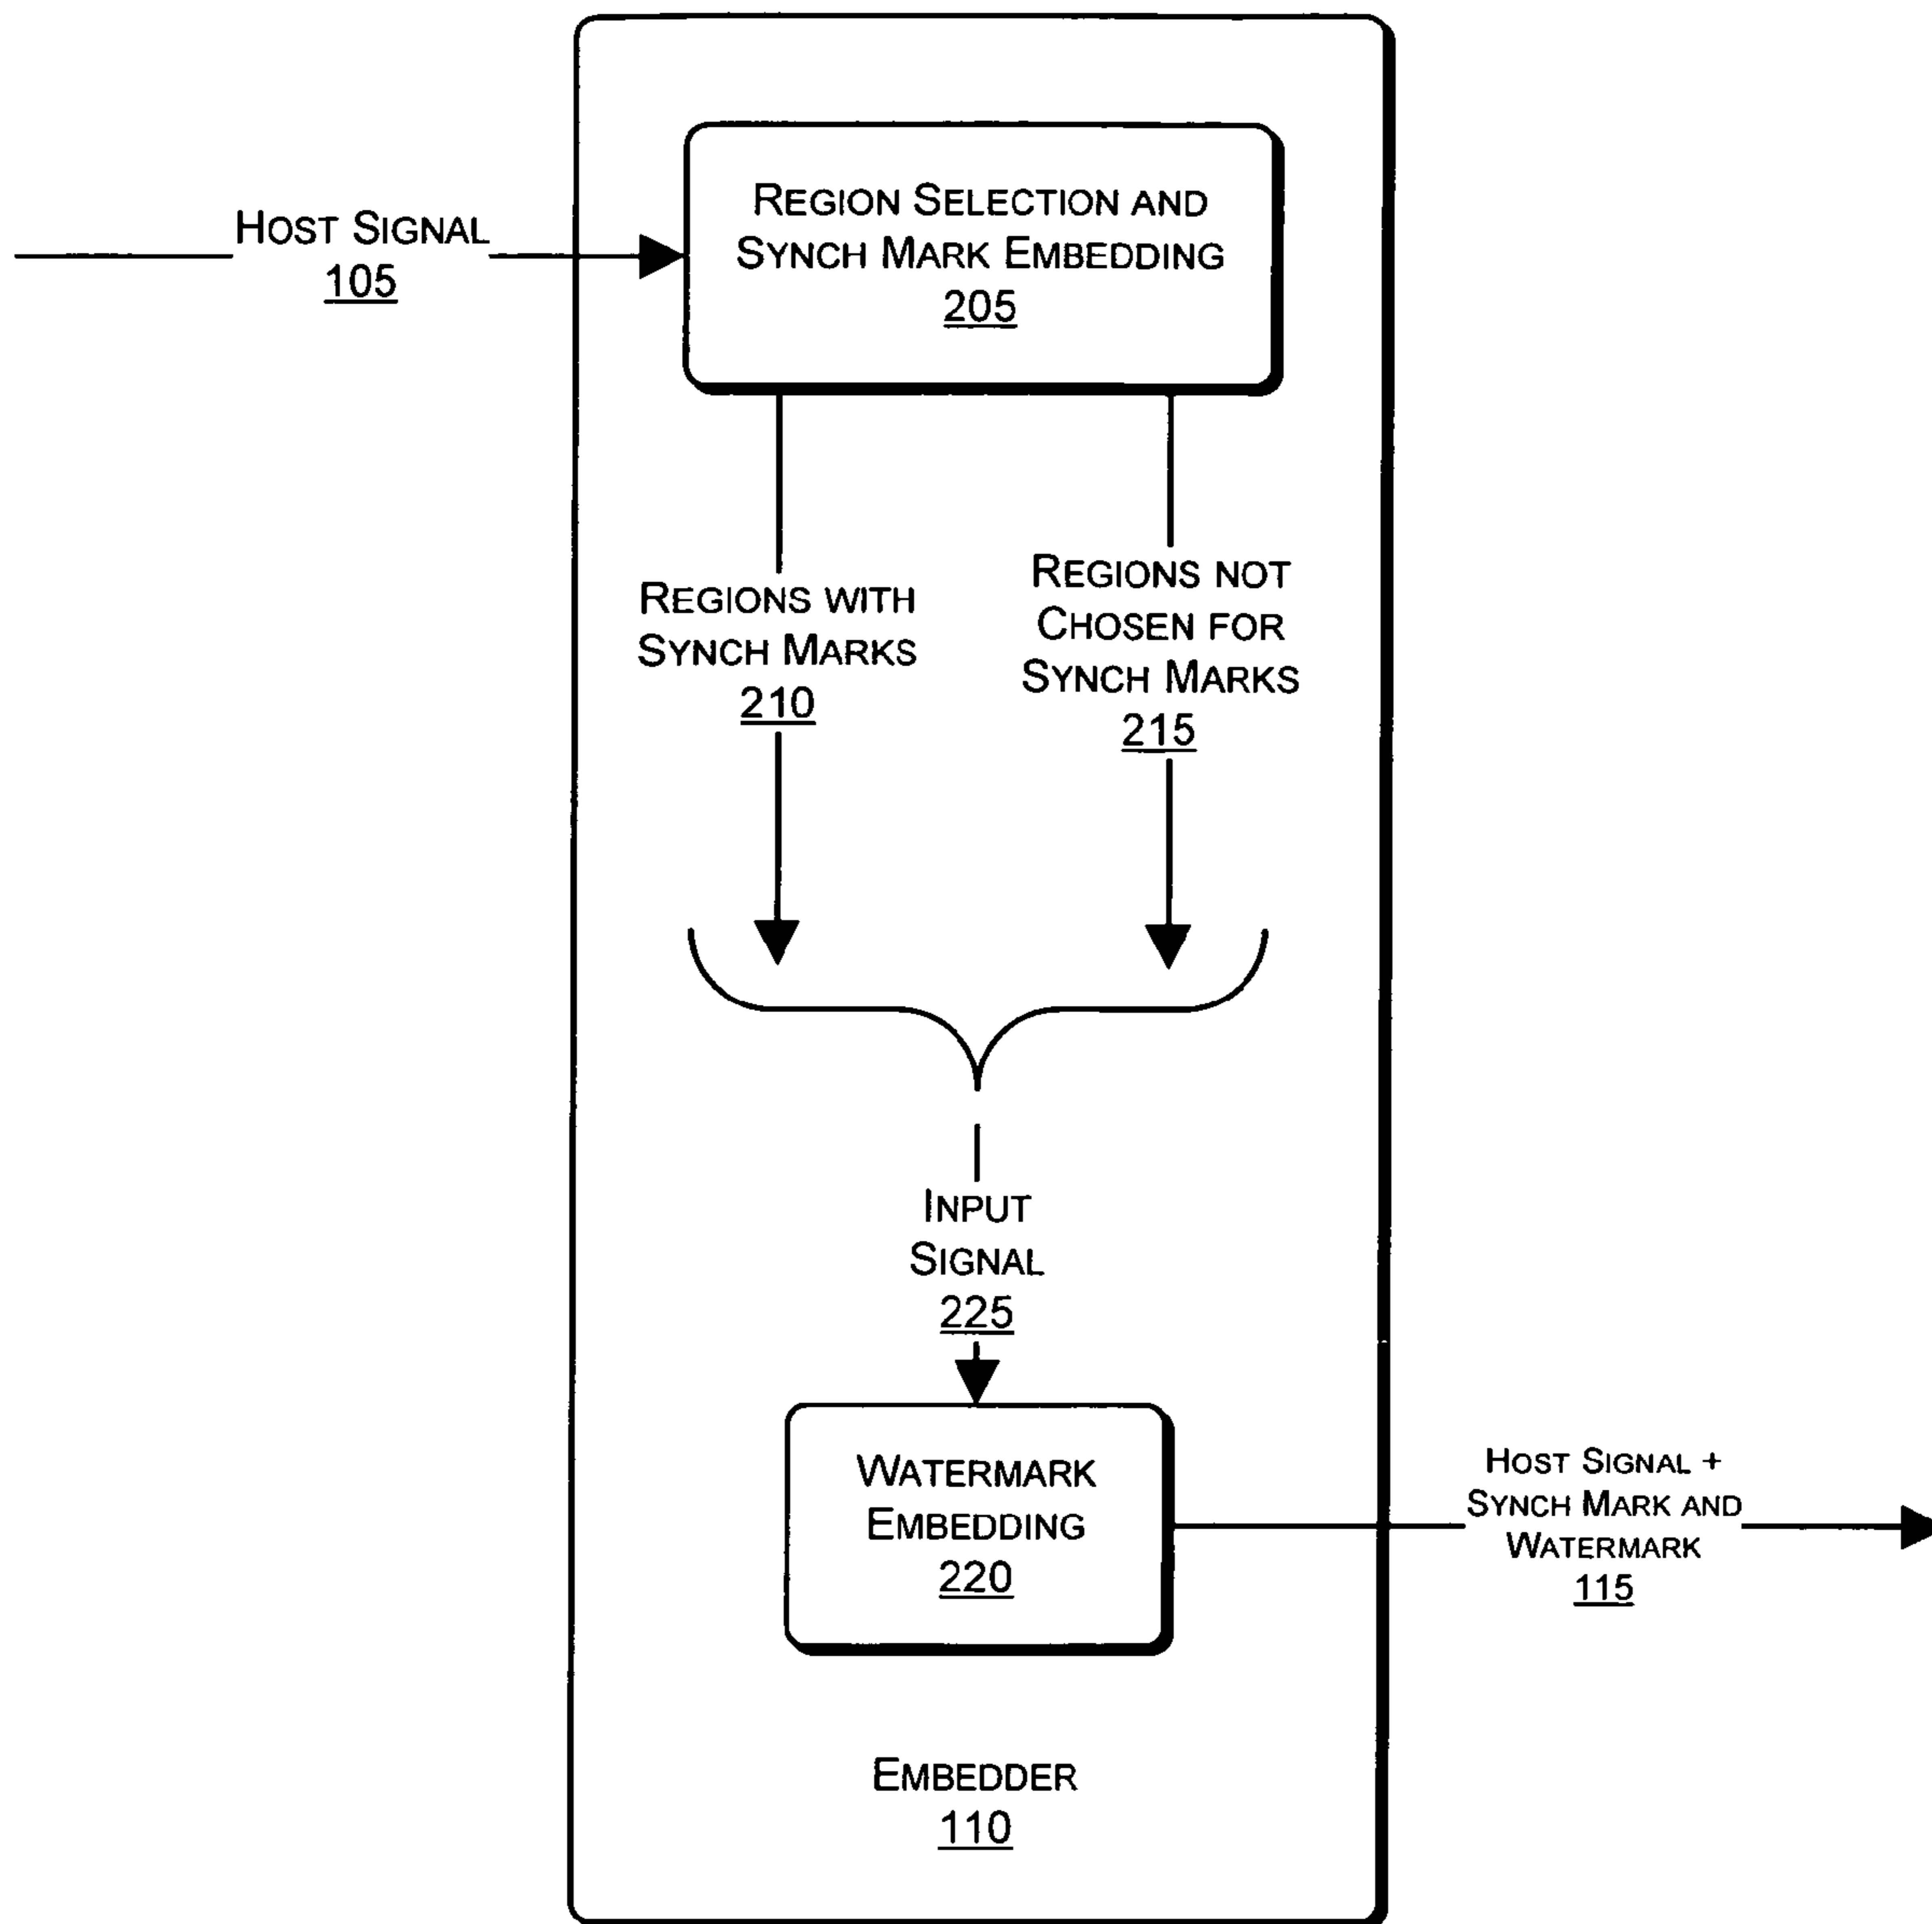 HOST SIGNAL
105
REGION SELECTION AND
SYNCH MARK EMBEDDING
205
REGIONS WITH
SYNCH MARKS
210
REGIONS NOT
CHOSEN FOR
SYNCH MARKS
215
INPUT
SIGNAL
225
WATERMARK
EMBEDDING
220
HOST SIGNAL +
SYNCH MARK AND
WATERMARK
115
EMBEDDER
110